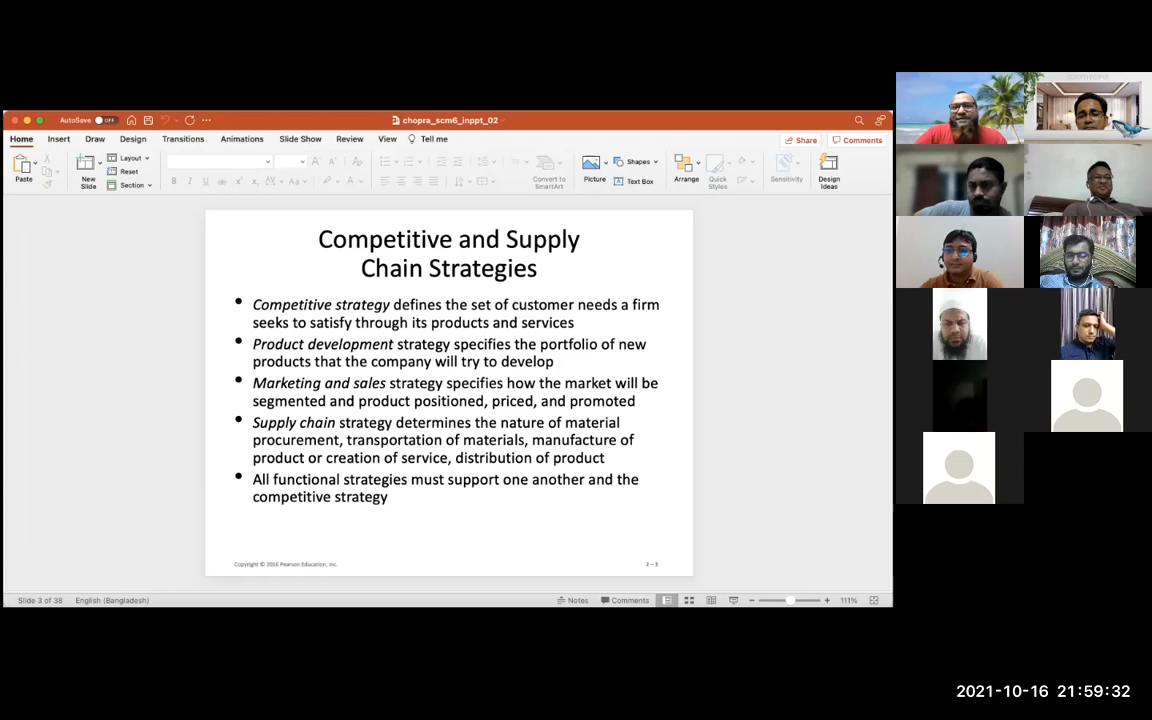 AutoSave OFF
chopra_scm6_inppt_02
Home Insert Draw Design Transitions Animations Slide Show Review View Tell me
Share Comments
Paste
New Slide
Layout
Reset
Section
Convert to SmartArt
Picture
Shapes
Text Box
Arrange
Quick Styles
Sensitivity
Design Ideas
Competitive and Supply
Chain Strategies
• Competitive strategy defines the set of customer needs a firm
seeks to satisfy through its products and services
• Product development strategy specifies the portfolio of new
products that the company will try to develop
• Marketing and sales strategy specifies how the market will be
segmented and product positioned, priced, and promoted
• Supply chain strategy determines the nature of material
procurement, transportation of materials, manufacture of
product or creation of service, distribution of product
• All functional strategies must support one another and the
competitive strategy
Copyright © 2016 Pearson Education, Inc.
2 – 3
Slide 3 of 38 English (Bangladesh)
Notes Comments 111%
2021-10-16 21:59:32